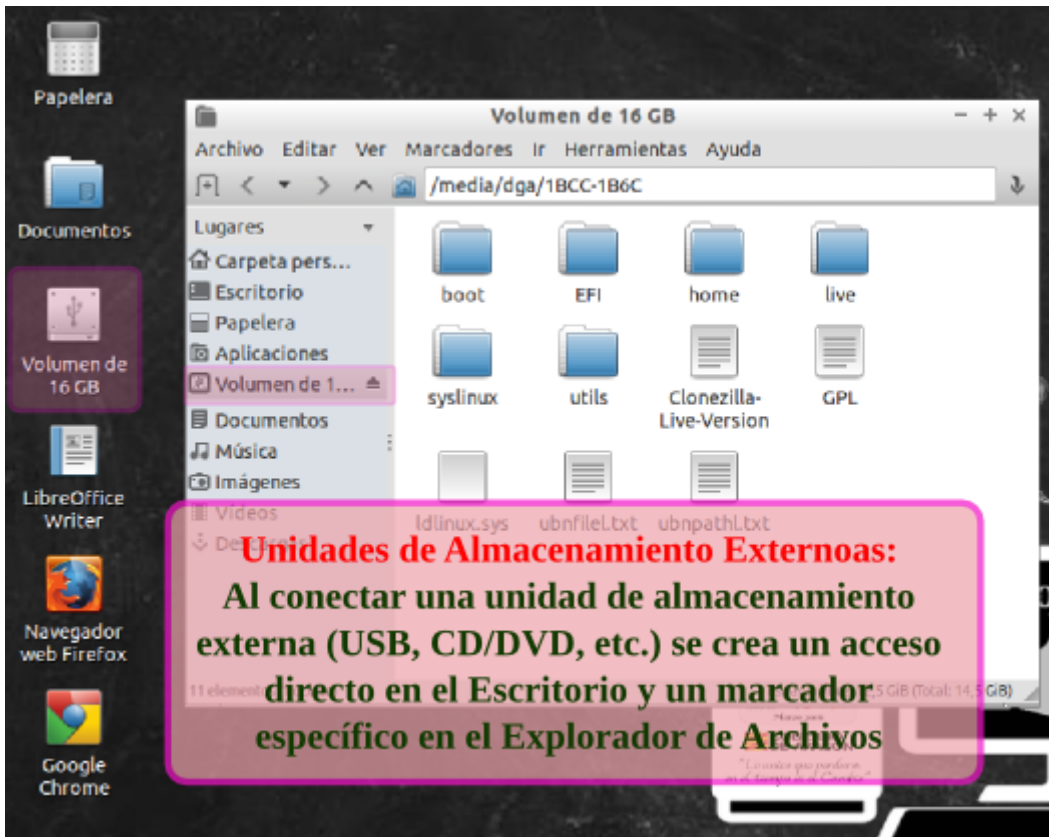 Papelera
Documentos
Volumen de
16 GB
LibreOffice
Writer
Navegador
web Firefox
Google
Chrome
Volumen de 16 GB
Archivo Editar Ver Marcadores Ir Herramientas Ayuda
/media/dga/1BCC-1B6C
Lugares
Carpeta pers...
Escritorio
Papelera
Aplicaciones
Volumen de 1...
Documentos
Música
Imágenes
Vídeos
boot EFI home live
syslinux utils Clonezilla-
Live-Version GPL
ldlinux.sys ubnfilel.txt ubnpathl.txt
Unidades de Almacenamiento Externoas:
Al conectar una unidad de almacenamiento
externa (USB, CD/DVD, etc.) se crea un acceso
directo en el Escritorio y un marcador
específico en el Explorador de Archivos
(Total: 14,5 GiB)